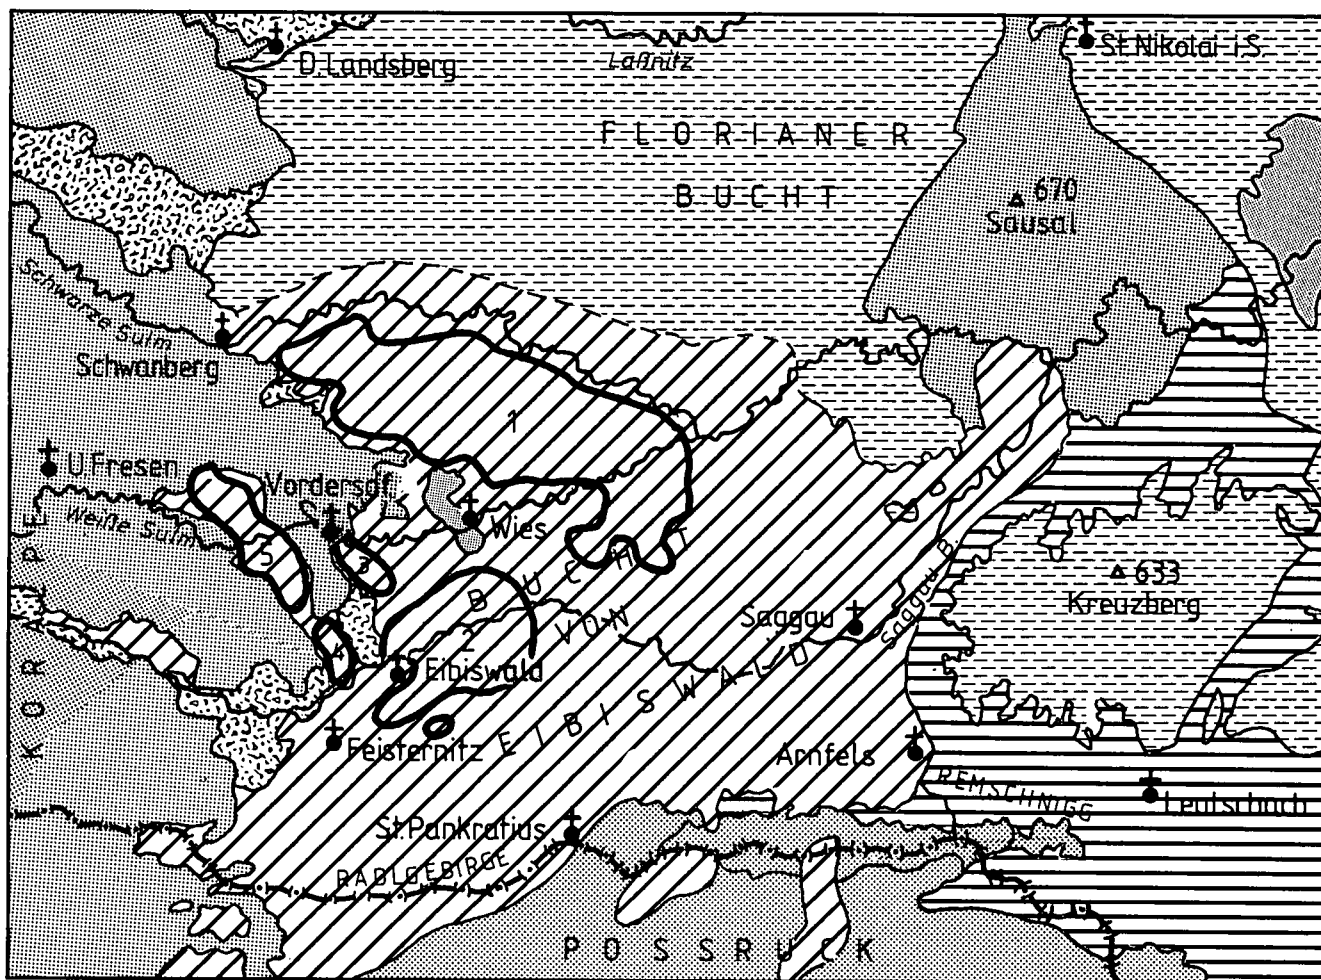 D. Landsberg
Laßnitz
St. Nikolai i.S.
FLORIANER
BUCHT
670
Sausal
Schwarze Sulm
Schwanberg
1
U. Fresen
Vordersdf.
Weiße Sulm
Wies
5
3
633
Kreuzberg
BUCHT
VON
EIBISWALD
2
4
Saggau
Saggau B.
Eibiswald
KORALPE
Feisternitz
Arnfels
REMSCHNIGG
Leutschach
St. Pankratius
RADLGEBIRGE
POSSRUCK